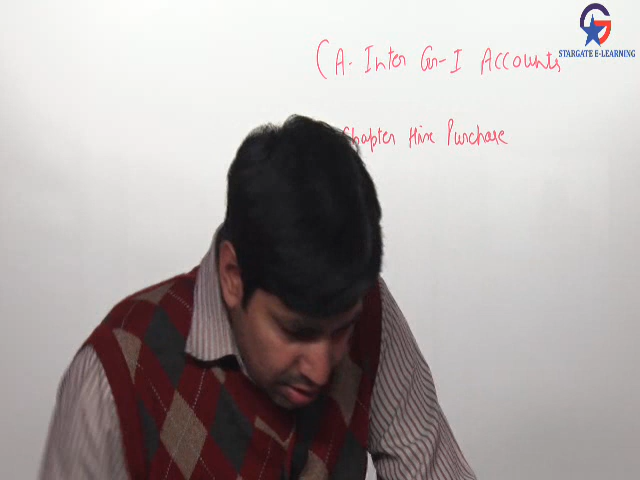 STARGATE E-LEARNING
CA- Inter Gr-I Accounts
Chapter Hire Purchase